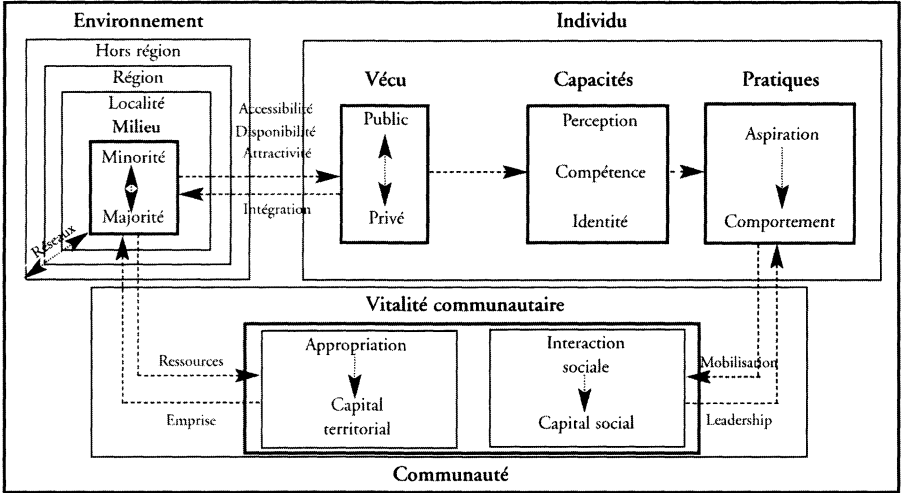 Environnement
Individu
Hors région
Région
Localité
Milieu
Minorité
Majorité
Réseaux
Accessibilité
Disponibilité
Attractivité
Intégration
Vécu
Public
Privé
Capacités
Perception
Compétence
Identité
Pratiques
Aspiration
Comportement
Vitalité communautaire
Ressources
Emprise
Appropriation
Capital
territorial
Interaction
sociale
Capital social
Mobilisation
Leadership
Communauté